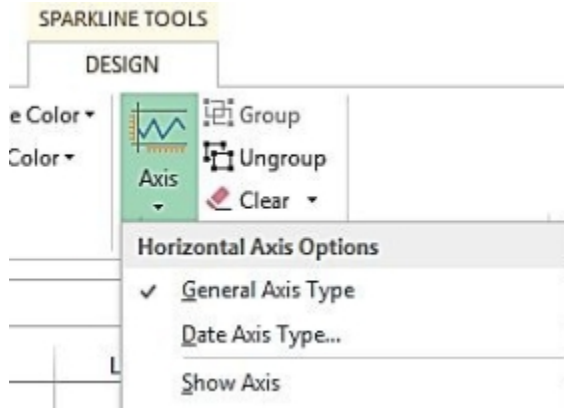 SPARKLINE TOOLS
DESIGN
e Color
Color
Axis
Group
Ungroup
Clear
Horizontal Axis Options
General Axis Type
Date Axis Type...
L
Show Axis